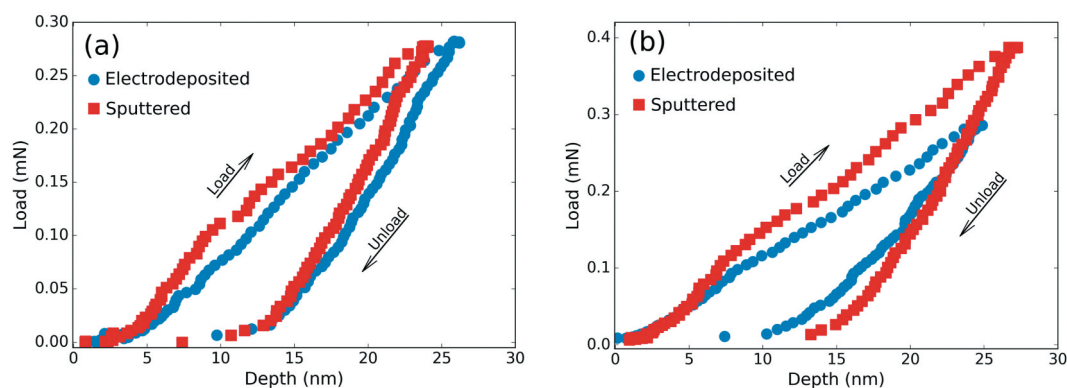 (a)
Electrodeposited
Sputtered
Load
Unload
0.30
0.25
0.20
0.15
0.10
0.05
0.00
Load (mN)
0
5
10
15
20
25
30
Depth (nm)
(b)
Electrodeposited
Sputtered
Load
Unload
0.4
0.3
0.2
0.1
0.0
Load (mN)
0
5
10
15
20
25
30
Depth (nm)